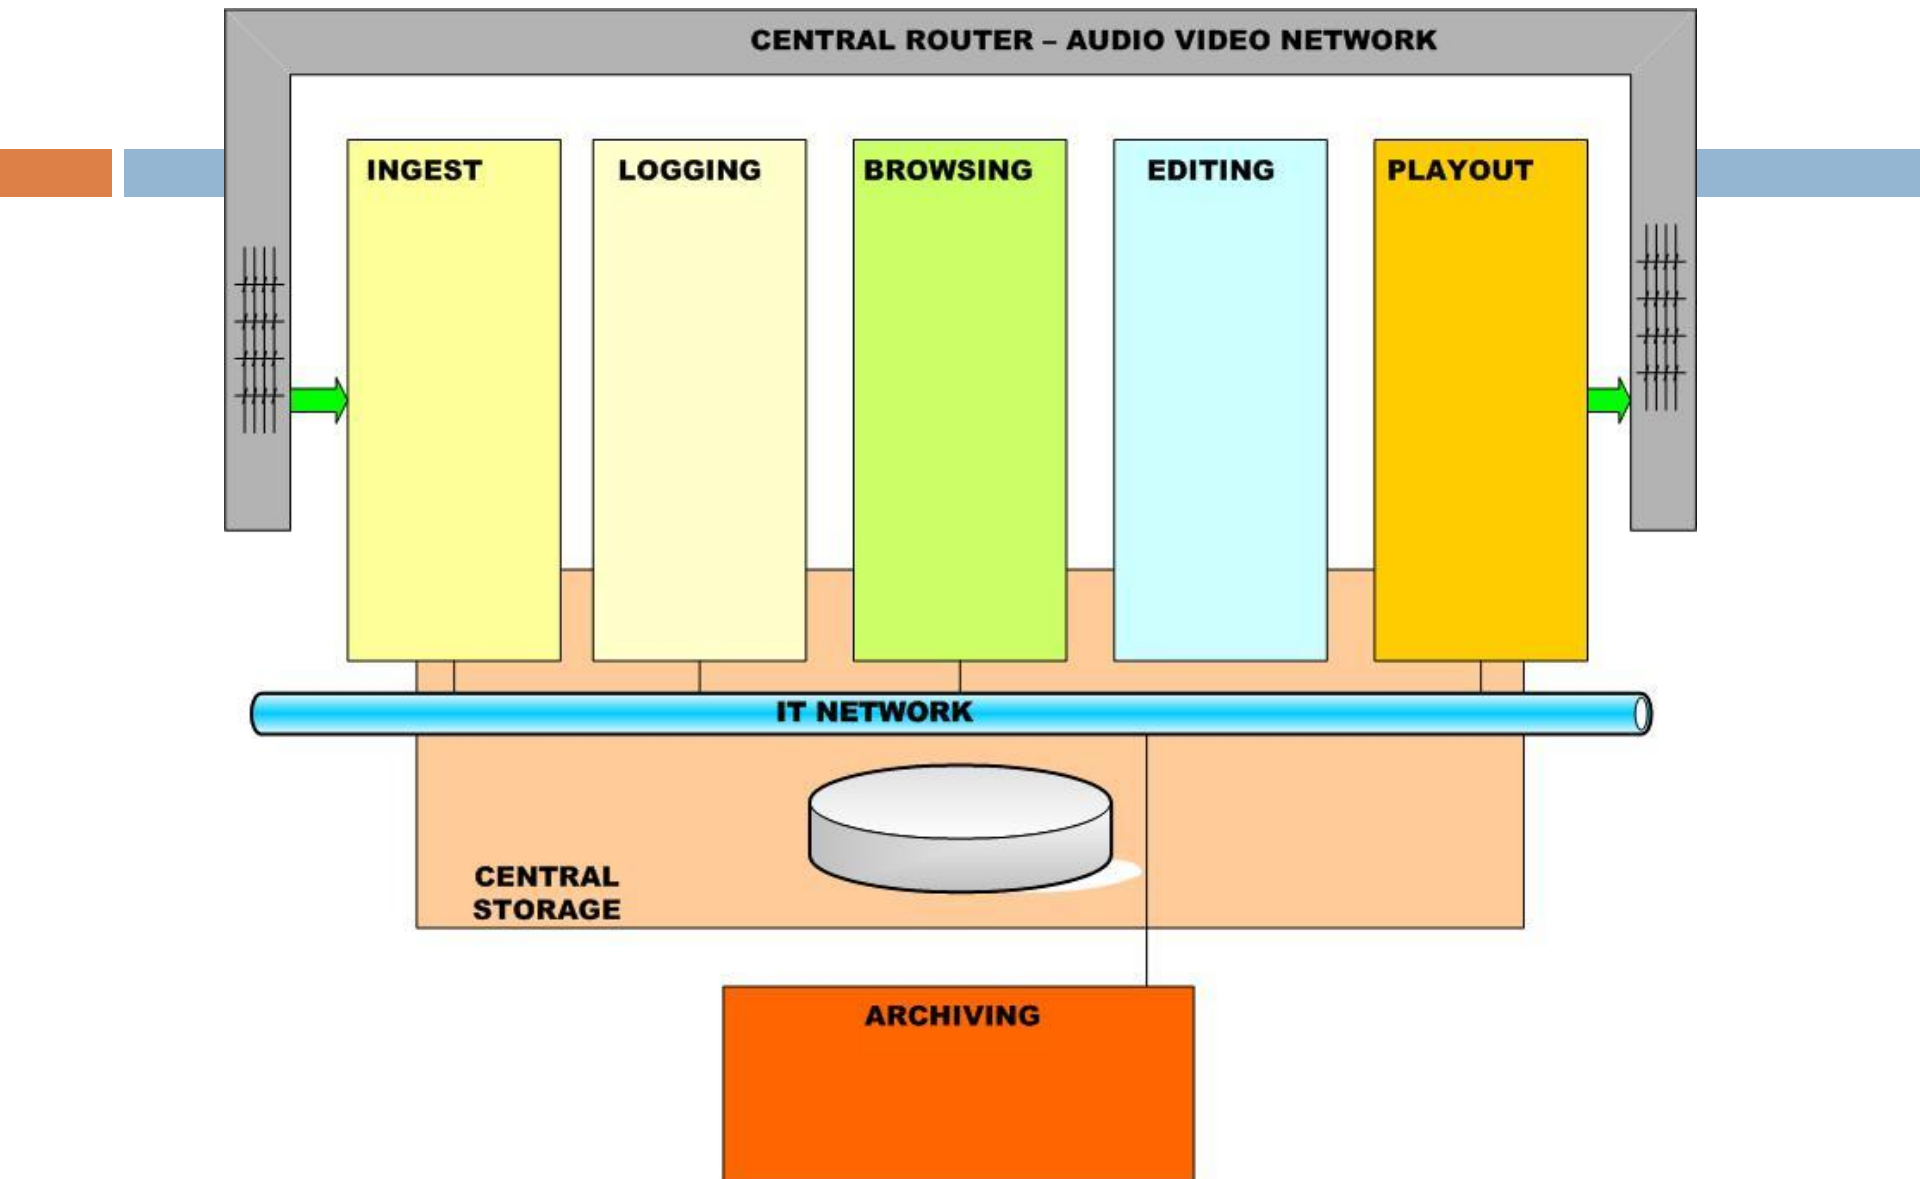 CENTRAL ROUTER – AUDIO VIDEO NETWORK
INGEST
LOGGING
BROWSING
EDITING
PLAYOUT
IT NETWORK
CENTRAL
STORAGE
ARCHIVING